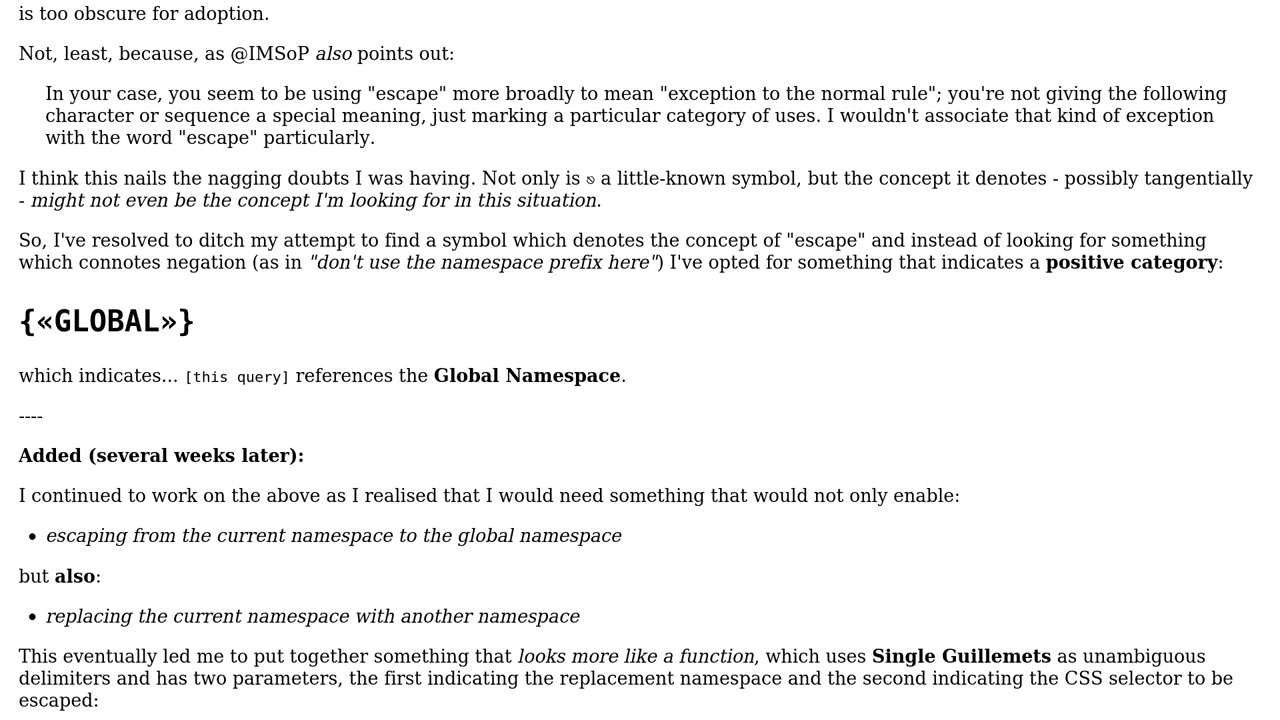 is too obscure for adoption.
Not, least, because, as @IMSoP also points out:
In your case, you seem to be using "escape" more broadly to mean "exception to the normal rule"; you're not giving the following
character or sequence a special meaning, just marking a particular category of uses. I wouldn't associate that kind of exception
with the word "escape" particularly.
I think this nails the nagging doubts I was having. Not only is ⎋ a little-known symbol, but the concept it denotes - possibly tangentially
- might not even be the concept I'm looking for in this situation.
So, I've resolved to ditch my attempt to find a symbol which denotes the concept of "escape" and instead of looking for something
which connotes negation (as in "don't use the namespace prefix here") I've opted for something that indicates a positive category:
{«GLOBAL»}
which indicates... [this query] references the Global Namespace.
----
Added (several weeks later):
I continued to work on the above as I realised that I would need something that would not only enable:
• escaping from the current namespace to the global namespace
but also:
• replacing the current namespace with another namespace
This eventually led me to put together something that looks more like a function, which uses Single Guillemets as unambiguous
delimiters and has two parameters, the first indicating the replacement namespace and the second indicating the CSS selector to be
escaped: